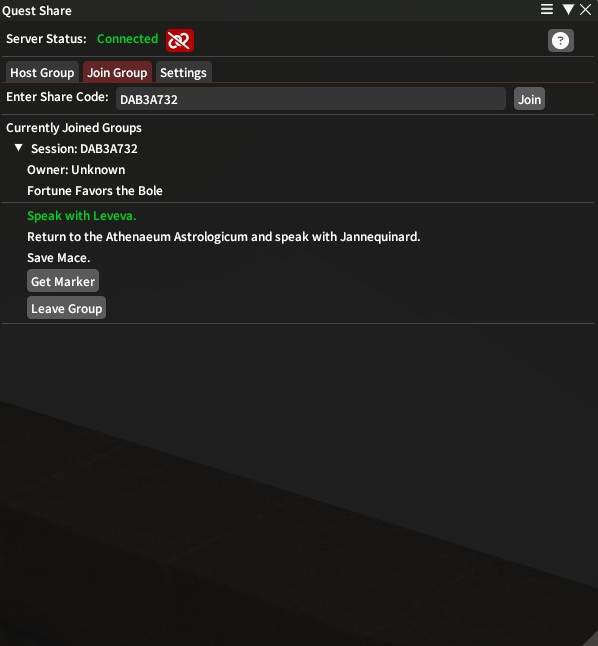 Quest Share
Server Status: Connected
?
Host Group Join Group Settings
Enter Share Code: DAB3A732 Join
Currently Joined Groups
Session: DAB3A732
Owner: Unknown
Fortune Favors the Bole
Speak with Leveva.
Return to the Athenaeum Astrologicum and speak with Jannequinard.
Save Mace.
Get Marker
Leave Group